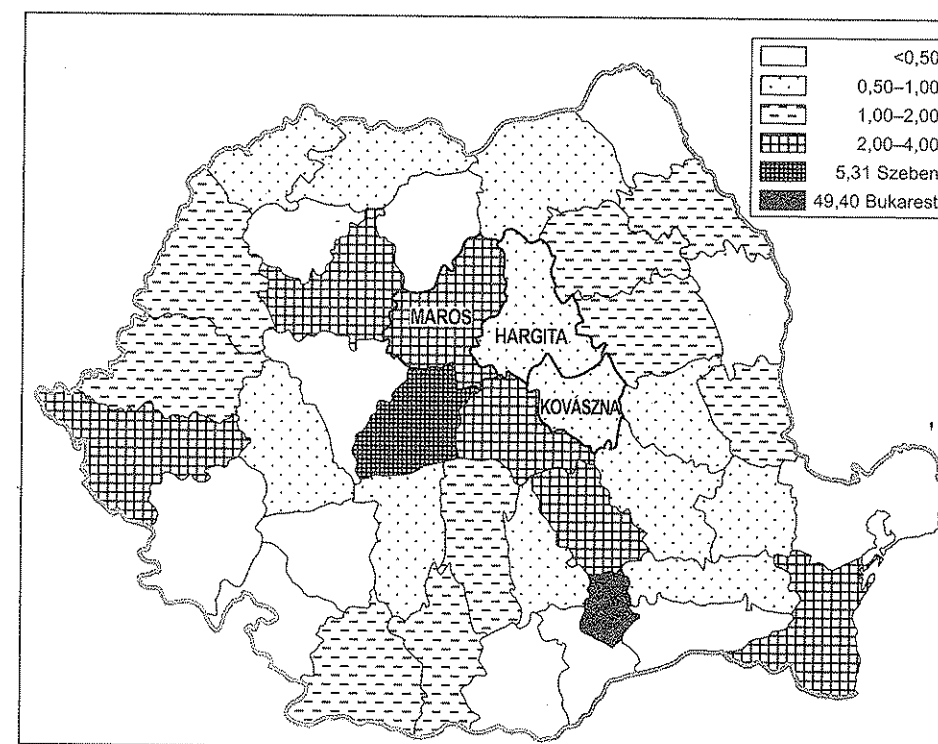 <0,50
0,50–1,00
1,00–2,00
2,00–4,00
5,31 Szeben
49,40 Bukarest
MAROS
HARGITA
KOVÁSZNA